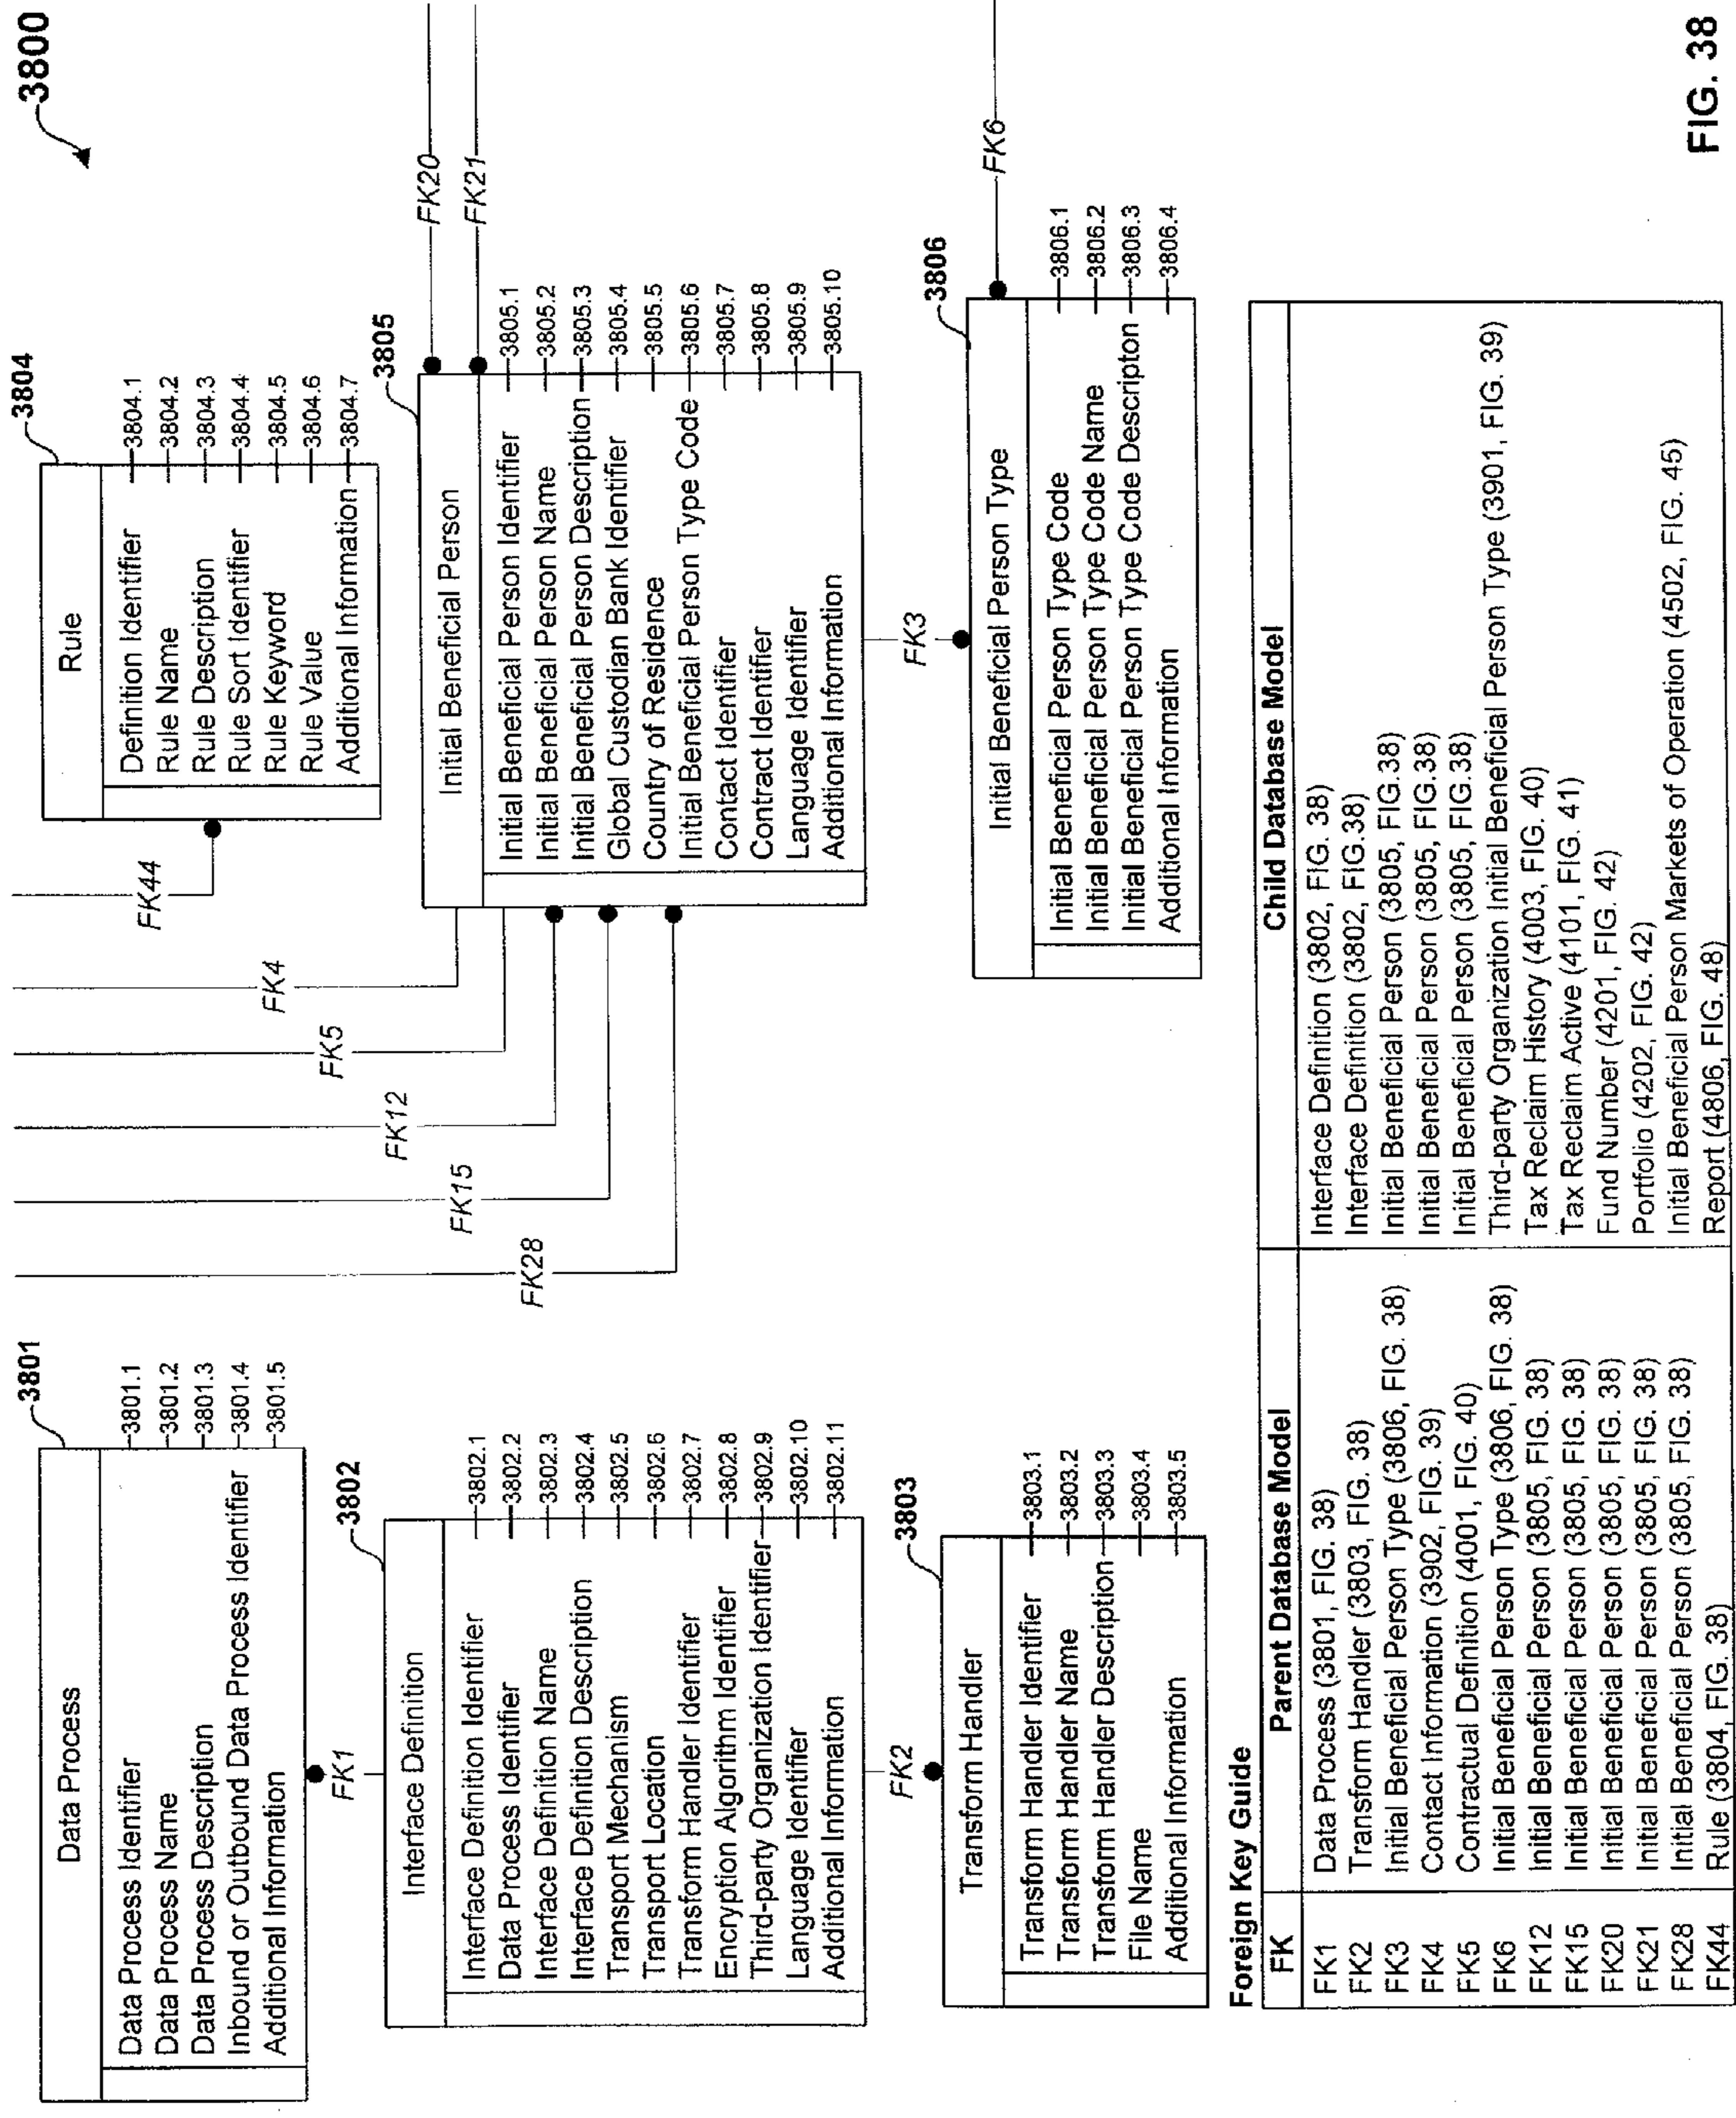 3800
3801
Data Process
Data Process Identifier 3801.1
Data Process Name 3801.2
Data Process Description 3801.3
Inbound or Outbound Data Process Identifier 3801.4
Additional Information 3801.5
FK1
3802
Interface Definition
Interface Definition Identifier 3802.1
Data Process Identifier 3802.2
Interface Definition Name 3802.3
Interface Definition Description 3802.4
Transport Mechanism 3802.5
Transport Location 3802.6
Transform Handler Identifier 3802.7
Encryption Algorithm Identifier 3802.8
Third-party Organization Identifier 3802.9
Language Identifier 3802.10
Additional Information 3802.11
FK2
3803
Transform Handler
Transform Handler Identifier 3803.1
Transform Handler Name 3803.2
Transform Handler Description 3803.3
File Name 3803.4
Additional Information 3803.5
FK44
FK4
FK5
FK12
FK15
FK28
3804
Rule
Definition Identifier 3804.1
Rule Name 3804.2
Rule Description 3804.3
Rule Sort Identifier 3804.4
Rule Keyword 3804.5
Rule Value 3804.6
Additional Information 3804.7
3805
FK20
FK21
Initial Beneficial Person
Initial Beneficial Person Identifier 3805.1
Initial Beneficial Person Name 3805.2
Initial Beneficial Person Description 3805.3
Global Custodian Bank Identifier 3805.4
Country of Residence 3805.5
Initial Beneficial Person Type Code 3805.6
Contact Identifier 3805.7
Contract Identifier 3805.8
Language Identifier 3805.9
Additional Information 3805.10
FK3
3806
FK6
Initial Beneficial Person Type
Initial Beneficial Person Type Code 3806.1
Initial Beneficial Person Type Code Name 3806.2
Initial Beneficial Person Type Code Descripton 3806.3
Additional Information 3806.4
Foreign Key Guide
FK Parent Database Model Child Database Model
FK1 Data Process (3801, FIG. 38) Interface Definition (3802, FIG. 38)
FK2 Transform Handler (3803, FIG. 38) Interface Definition (3802, FIG.38)
FK3 Initial Beneficial Person Type (3806, FIG. 38) Initial Beneficial Person (3805, FIG.38)
FK4 Contact Information (3902, FIG. 39) Initial Beneficial Person (3805, FIG.38)
FK5 Contractual Definition (4001, FIG. 40) Initial Beneficial Person (3805, FIG.38)
FK6 Initial Beneficial Person Type (3806, FIG. 38) Third-party Organization Initial Beneficial Person Type (3901, FIG. 39)
FK12 Initial Beneficial Person (3805, FIG. 38) Tax Reclaim History (4003, FIG. 40)
FK15 Initial Beneficial Person (3805, FIG. 38) Tax Reclaim Active (4101, FIG. 41)
FK20 Initial Beneficial Person (3805, FIG. 38) Fund Number (4201, FIG. 42)
FK21 Initial Beneficial Person (3805, FIG. 38) Portfolio (4202, FIG. 42)
FK28 Initial Beneficial Person (3805, FIG. 38) Initial Beneficial Person Markets of Operation (4502, FIG. 45)
FK44 Rule (3804, FIG. 38) Report (4806, FIG. 48)
FIG. 38